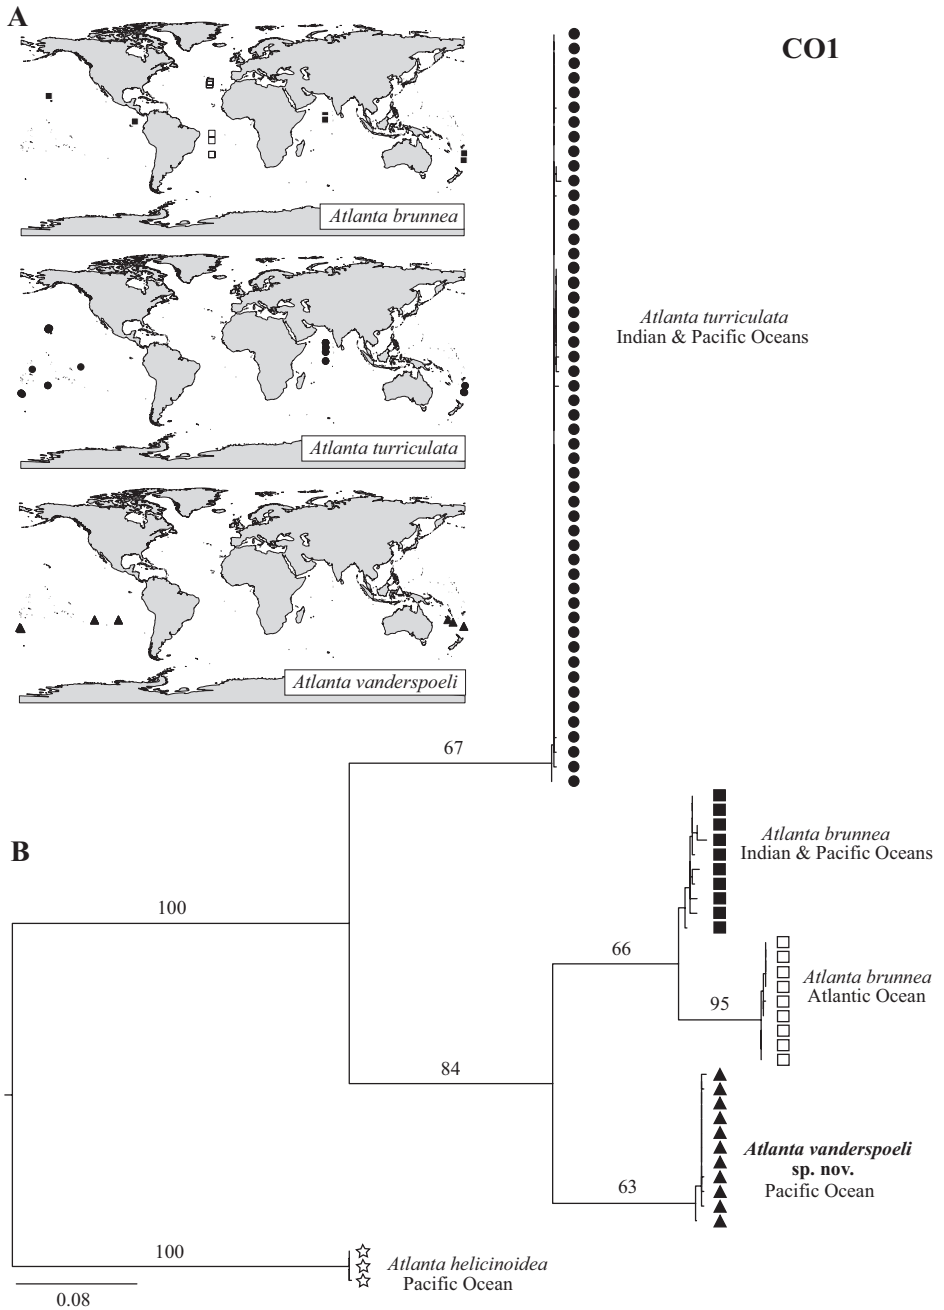 A
CO1
Atlanta brunnea
Atlanta turriculata
Indian & Pacific Oceans
Atlanta turriculata
Atlanta vanderspoeli
67
B
Atlanta brunnea
Indian & Pacific Oceans
100
66
Atlanta brunnea
Atlantic Ocean
95
84
Atlanta vanderspoeli
sp. nov.
Pacific Ocean
63
100
Atlanta helicinoidea
Pacific Ocean
0.08